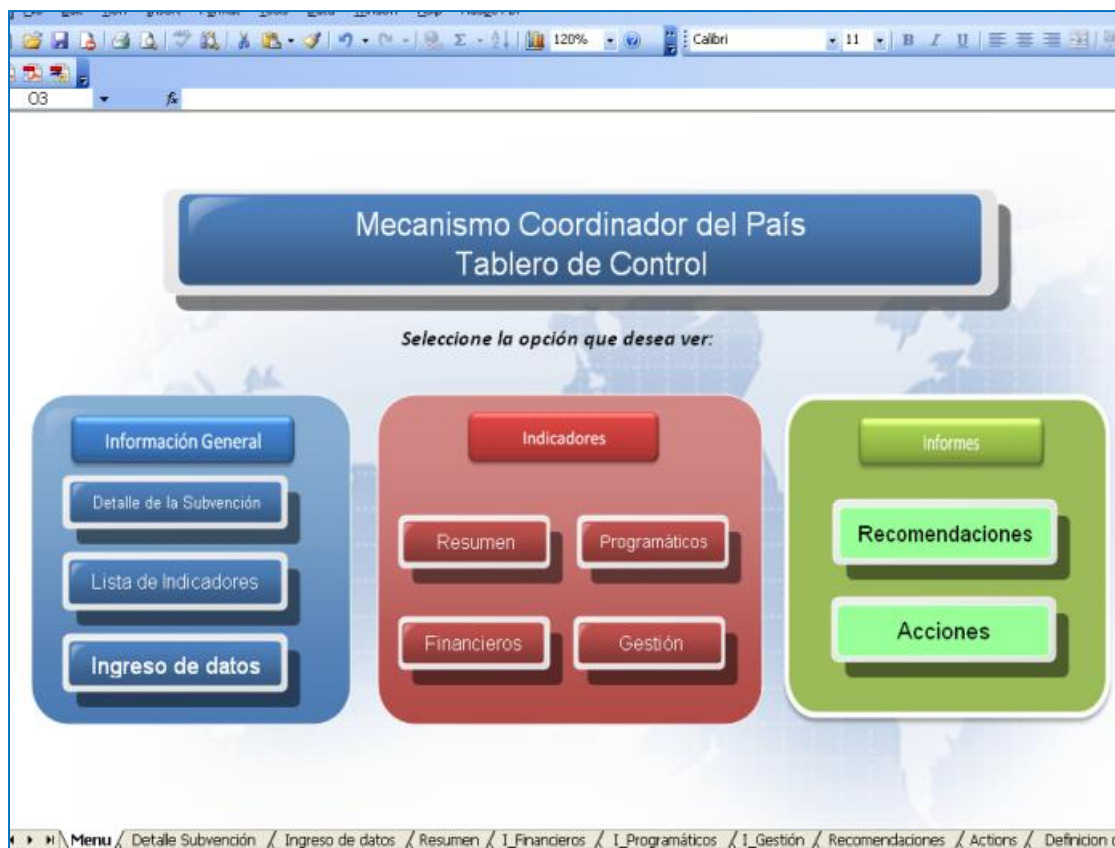 120%
Calibri
11
B I U
O3
fx
Mecanismo Coordinador del País
Tablero de Control
Seleccione la opción que desea ver:
Información General
Detalle de la Subvención
Lista de Indicadores
Ingreso de datos
Indicadores
Resumen
Programáticos
Financieros
Gestión
Informes
Recomendaciones
Acciones
Menu / Detalle Subvención / Ingreso de datos / Resumen / I_Financieros / I_Programáticos / I_Gestión / Recomendaciones / Actions / Definicion